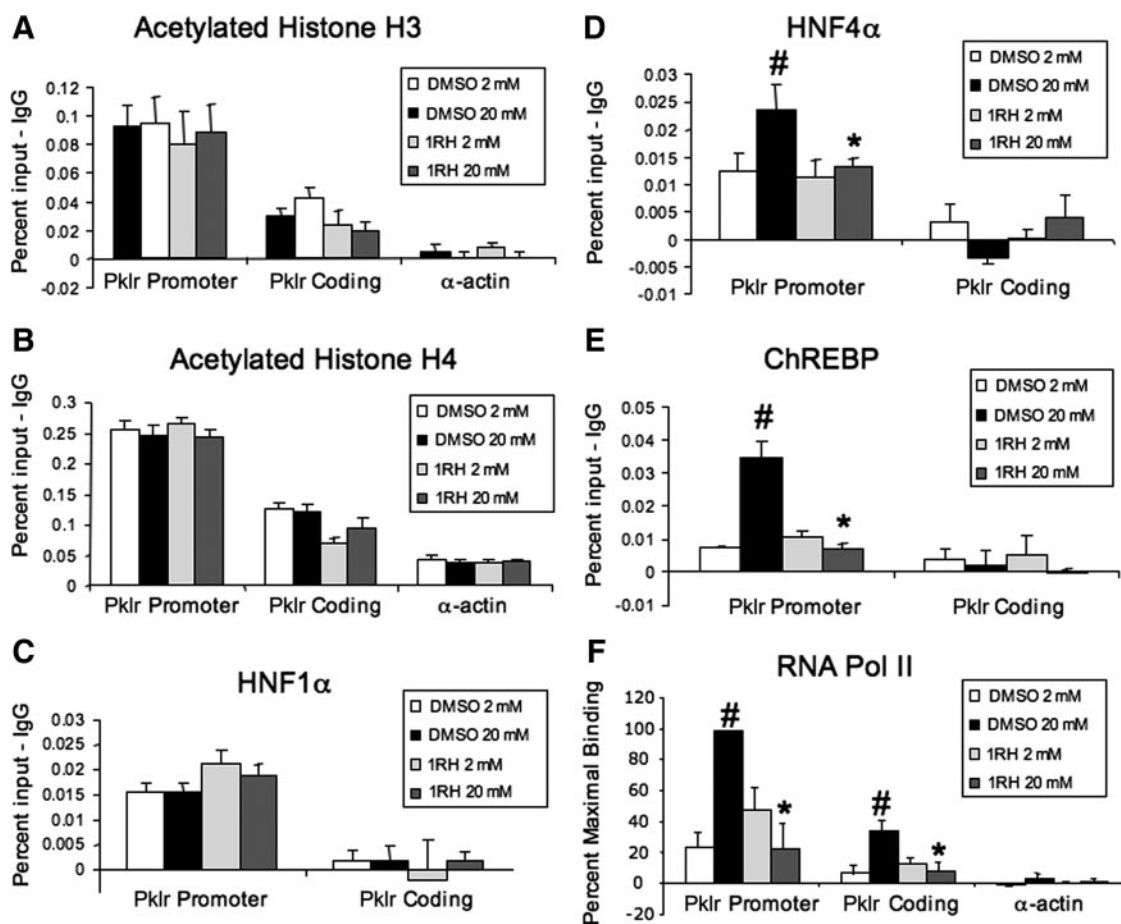 A
Acetylated Histone H3
Percent input - IgG
0.12
0.1
0.08
0.06
0.04
0.02
0
-0.02
DMSO 2 mM
DMSO 20 mM
1RH 2 mM
1RH 20 mM
Pklr Promoter
Pklr Coding
α-actin
B
Acetylated Histone H4
Percent input - IgG
0.3
0.25
0.20
0.15
0.1
0.05
0
DMSO 2 mM
DMSO 20 mM
1RH 2 mM
1RH 20 mM
Pklr Promoter
Pklr Coding
α-actin
C
HNF1α
Percent input - IgG
0.03
0.025
0.02
0.015
0.01
0.005
0
DMSO 2 mM
DMSO 20 mM
1RH 2 mM
1RH 20 mM
Pklr Promoter
Pklr Coding
D
HNF4α
Percent input - IgG
0.03
0.025
0.02
0.015
0.01
0.005
0
-0.005
-0.01
#
*
DMSO 2 mM
DMSO 20 mM
1RH 2 mM
1RH 20 mM
Pklr Promoter
Pklr Coding
E
ChREBP
Percent input - IgG
0.05
0.04
0.03
0.02
0.01
0
-0.01
#
*
DMSO 2 mM
DMSO 20 mM
1RH 2 mM
1RH 20 mM
Pklr Promoter
Pklr Coding
F
RNA Pol II
Percent Maximal Binding
120
100
80
60
40
20
0
-20
#
*
#
*
DMSO 2 mM
DMSO 20 mM
1RH 2 mM
1RH 20 mM
Pklr Promoter
Pklr Coding
α-actin